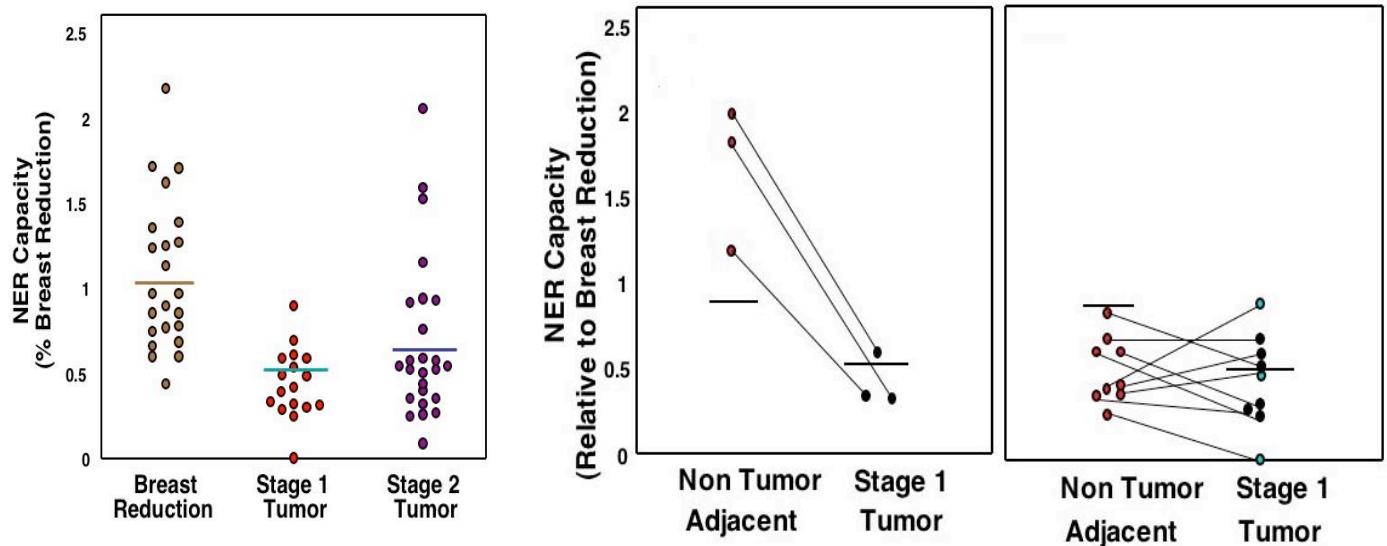 NER Capacity
(% Breast Reduction)
2.5
2
1.5
1
0.5
0
Breast
Reduction
Stage 1
Tumor
Stage 2
Tumor
NER Capacity
(Relative to Breast Reduction)
2.5
2
1.5
1
0.5
0
Non Tumor
Adjacent
Stage 1
Tumor
Non Tumor
Adjacent
Stage 1
Tumor